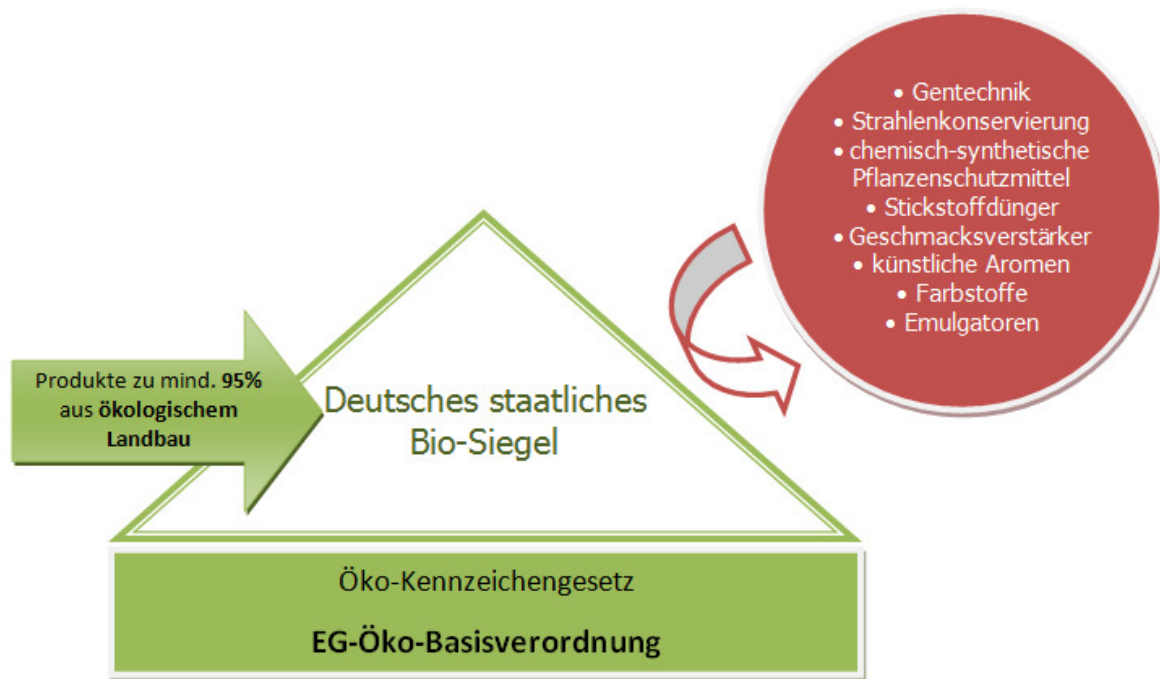 • Gentechnik
• Strahlenkonservierung
• chemisch-synthetische
Pflanzenschutzmittel
• Stickstoffdünger
• Geschmacksverstärker
• künstliche Aromen
• Farbstoffe
• Emulgatoren
Produkte zu mind. 95%
aus ökologischem
Landbau
Deutsches staatliches
Bio-Siegel
Öko-Kennzeichengesetz
EG-Öko-Basisverordnung